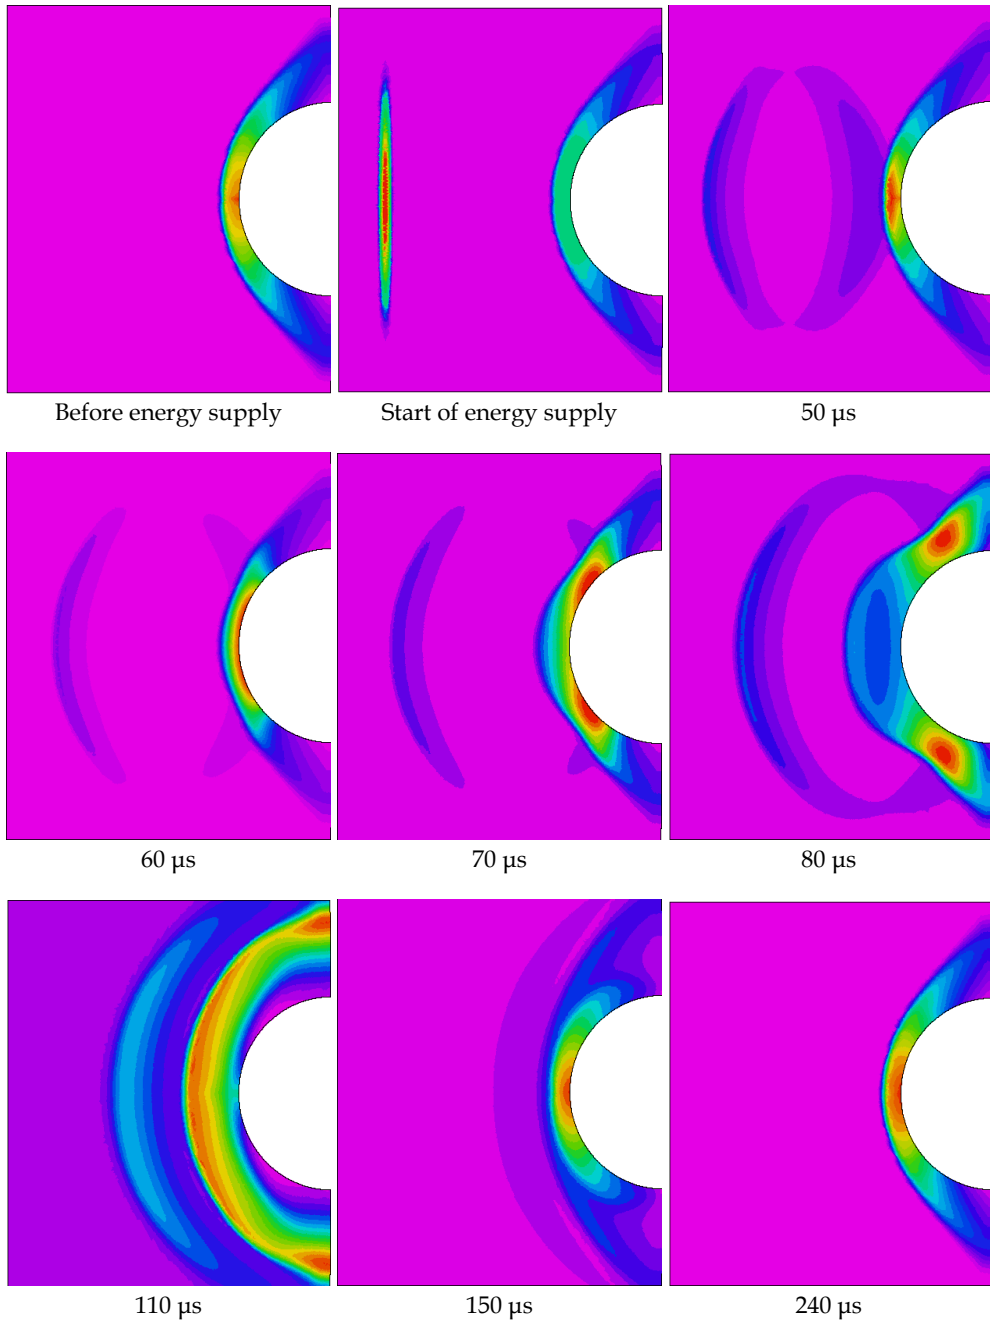 Before energy supply
Start of energy supply
50 µs
60 µs
70 µs
80 µs
110 µs
150 µs
240 µs